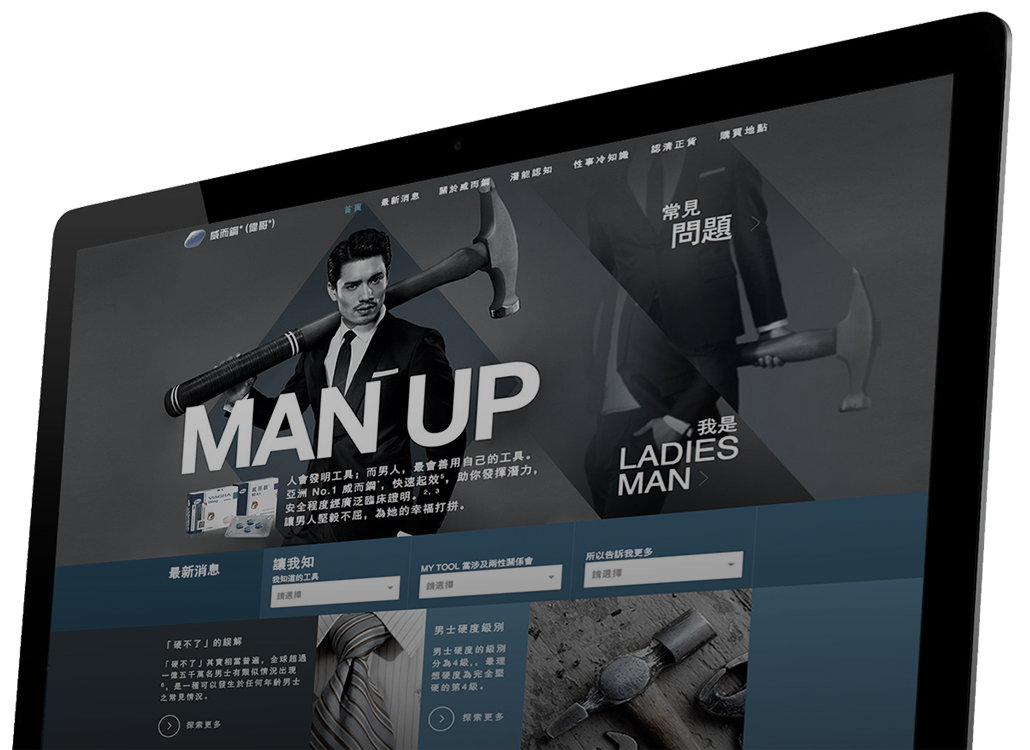 首頁
最新消息
關於威而鋼
潛能認知
性事冷知識
認清正貨
購買地點
威而鋼® (偉哥®)
常見
問題
MAN UP
人會發明工具；而男人，最會善用自己的工具。
亞洲 No.1 威而鋼¹，快速起效⁵，助你發揮潛力，
安全程度經廣泛臨床證明。²,³
讓男人堅毅不屈，為她的幸福打拼。
我是
LADIES
MAN
最新消息
讓我知
我知道的工具
請選擇
MY TOOL 當涉及兩性關係會
請選擇
所以告訴我更多
請選擇
「硬不了」的誤解
「硬不了」其實相當普遍，全球超過
一億五千萬名男士有類似情況出現
⁶，是一種可以發生於任何年齡男士
之常見情況。
探索更多
男士硬度級別
男士硬度的級別
分為4級，，最理
想硬度為完全堅
硬的第4級。
探索更多